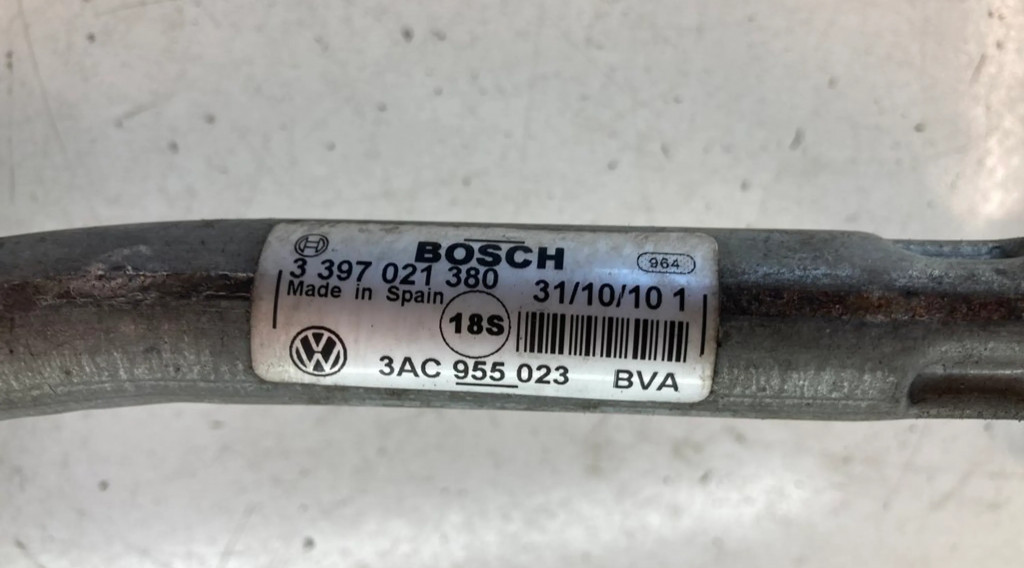 BOSCH
964
3 397 021 380
31/10/10 1
Made in Spain
18S
3AC 955 023 BVA